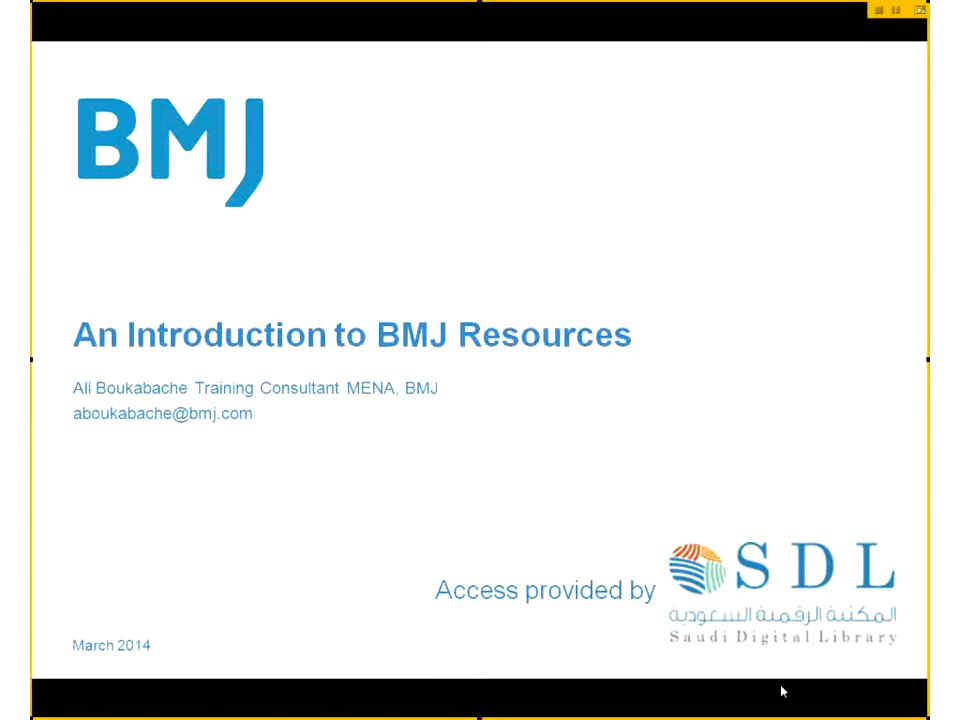 BMJ
An Introduction to BMJ Resources
Ali Boukabache Training Consultant MENA, BMJ
aboukabache@bmj.com
SDL
Access provided by
المكتبة الرقمية السعودية
Saudi Digital Library
March 2014